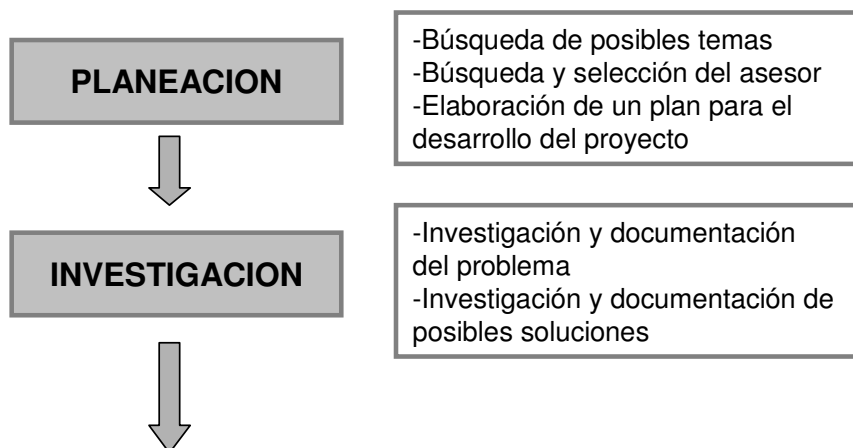 PLANEACION
-Búsqueda de posibles temas
-Búsqueda y selección del asesor
-Elaboración de un plan para el
desarrollo del proyecto
INVESTIGACION
-Investigación y documentación
del problema
-Investigación y documentación de
posibles soluciones